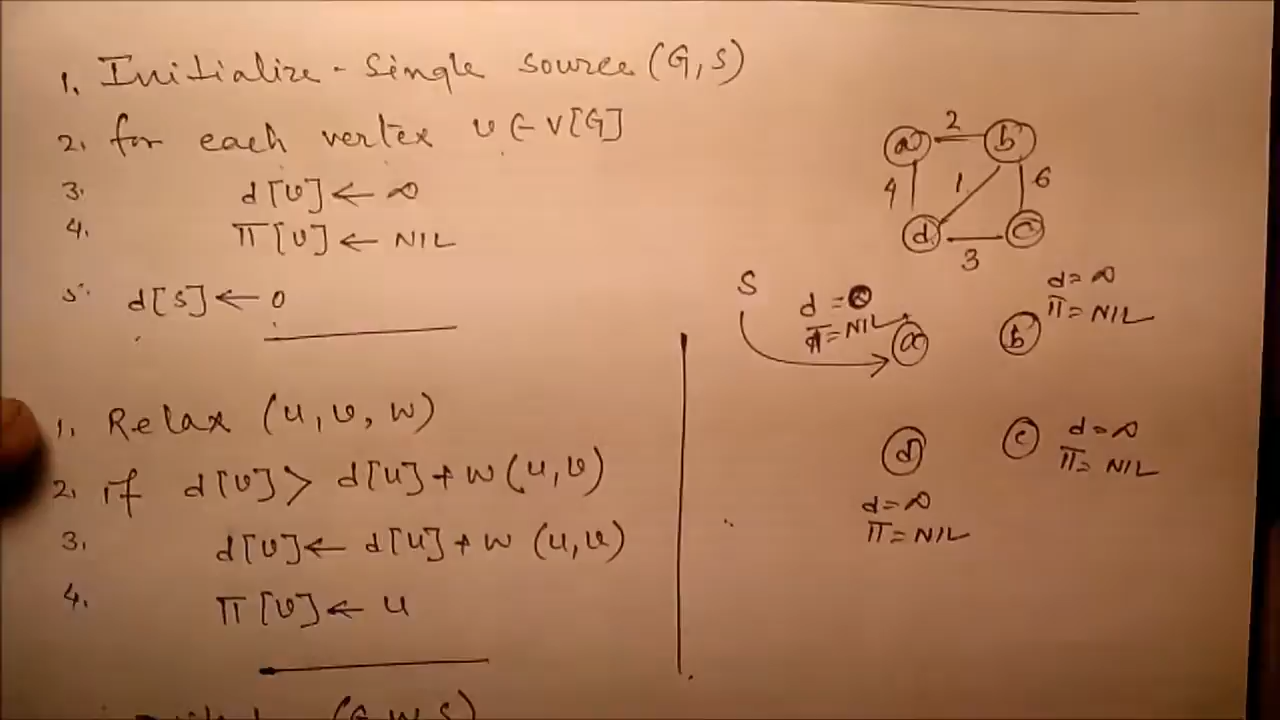 1. Initialize - Single source (G, S)
2. for each vertex v ∈ V[G]
3. d[v] ← ∞
4. π[v] ← NIL
5. d[s] ← 0
1. Relax (u, v, w)
2. if d[v] > d[u] + w (u, v)
3. d[v] ← d[u] + w (u, v)
4. π[v] ← u
(G, W, S)
a 2 b
4 1 6
d 3 c
S
d = 0
π = NIL
a
b
d = ∞
π = NIL
d
d = ∞
π = NIL
c
d = ∞
π = NIL